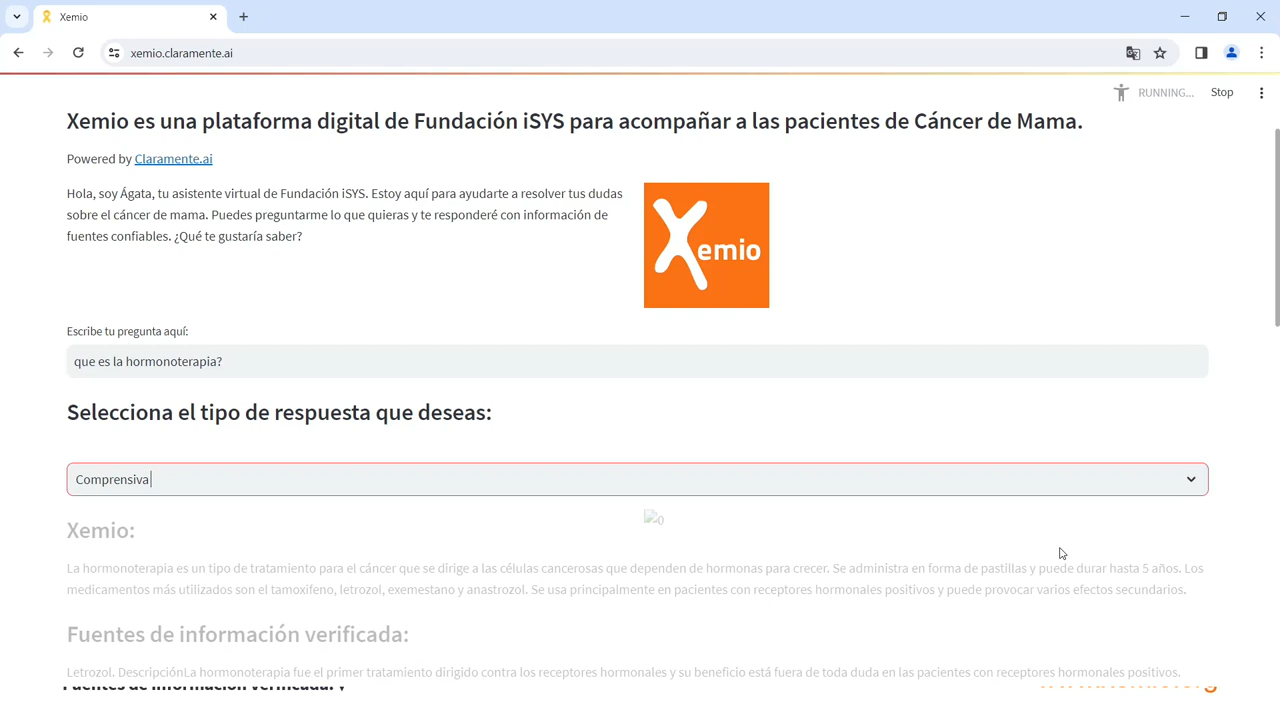 Xemio
xemio.claramente.ai
RUNNING...
Stop
Xemio es una plataforma digital de Fundación iSYS para acompañar a las pacientes de Cáncer de Mama.
Powered by Claramente.ai
Hola, soy Ágata, tu asistente virtual de Fundación iSYS. Estoy aquí para ayudarte a resolver tus dudas
sobre el cáncer de mama. Puedes preguntarme lo que quieras y te responderé con información de
fuentes confiables. ¿Qué te gustaría saber?
Xemio
Escribe tu pregunta aquí:
que es la hormonoterapia?
Selecciona el tipo de respuesta que deseas:
Comprensiva
0
Xemio:
La hormonoterapia es un tipo de tratamiento para el cáncer que se dirige a las células cancerosas que dependen de hormonas para crecer. Se administra en forma de pastillas y puede durar hasta 5 años. Los
medicamentos más utilizados son el tamoxifeno, letrozol, exemestano y anastrozol. Se usa principalmente en pacientes con receptores hormonales positivos y puede provocar varios efectos secundarios.
Fuentes de información verificada:
Letrozol. DescripciónLa hormonoterapia fue el primer tratamiento dirigido contra los receptores hormonales y su beneficio está fuera de toda duda en las pacientes con receptores hormonales positivos.
Fuentes de información verificada: